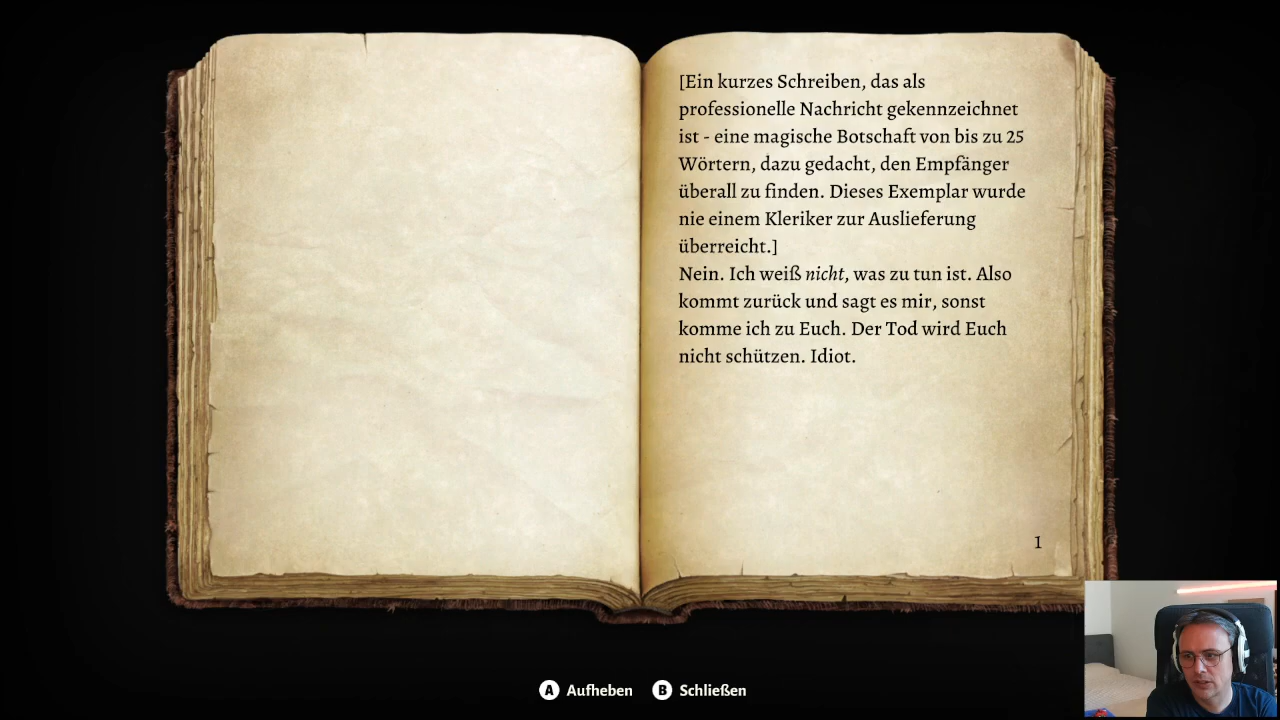 [Ein kurzes Schreiben, das als
professionelle Nachricht gekennzeichnet
ist - eine magische Botschaft von bis zu 25
Wörtern, dazu gedacht, den Empfänger
überall zu finden. Dieses Exemplar wurde
nie einem Kleriker zur Auslieferung
überreicht.]
Nein. Ich weiß nicht, was zu tun ist. Also
kommt zurück und sagt es mir, sonst
komme ich zu Euch. Der Tod wird Euch
nicht schützen. Idiot.
1
A Aufheben B Schließen